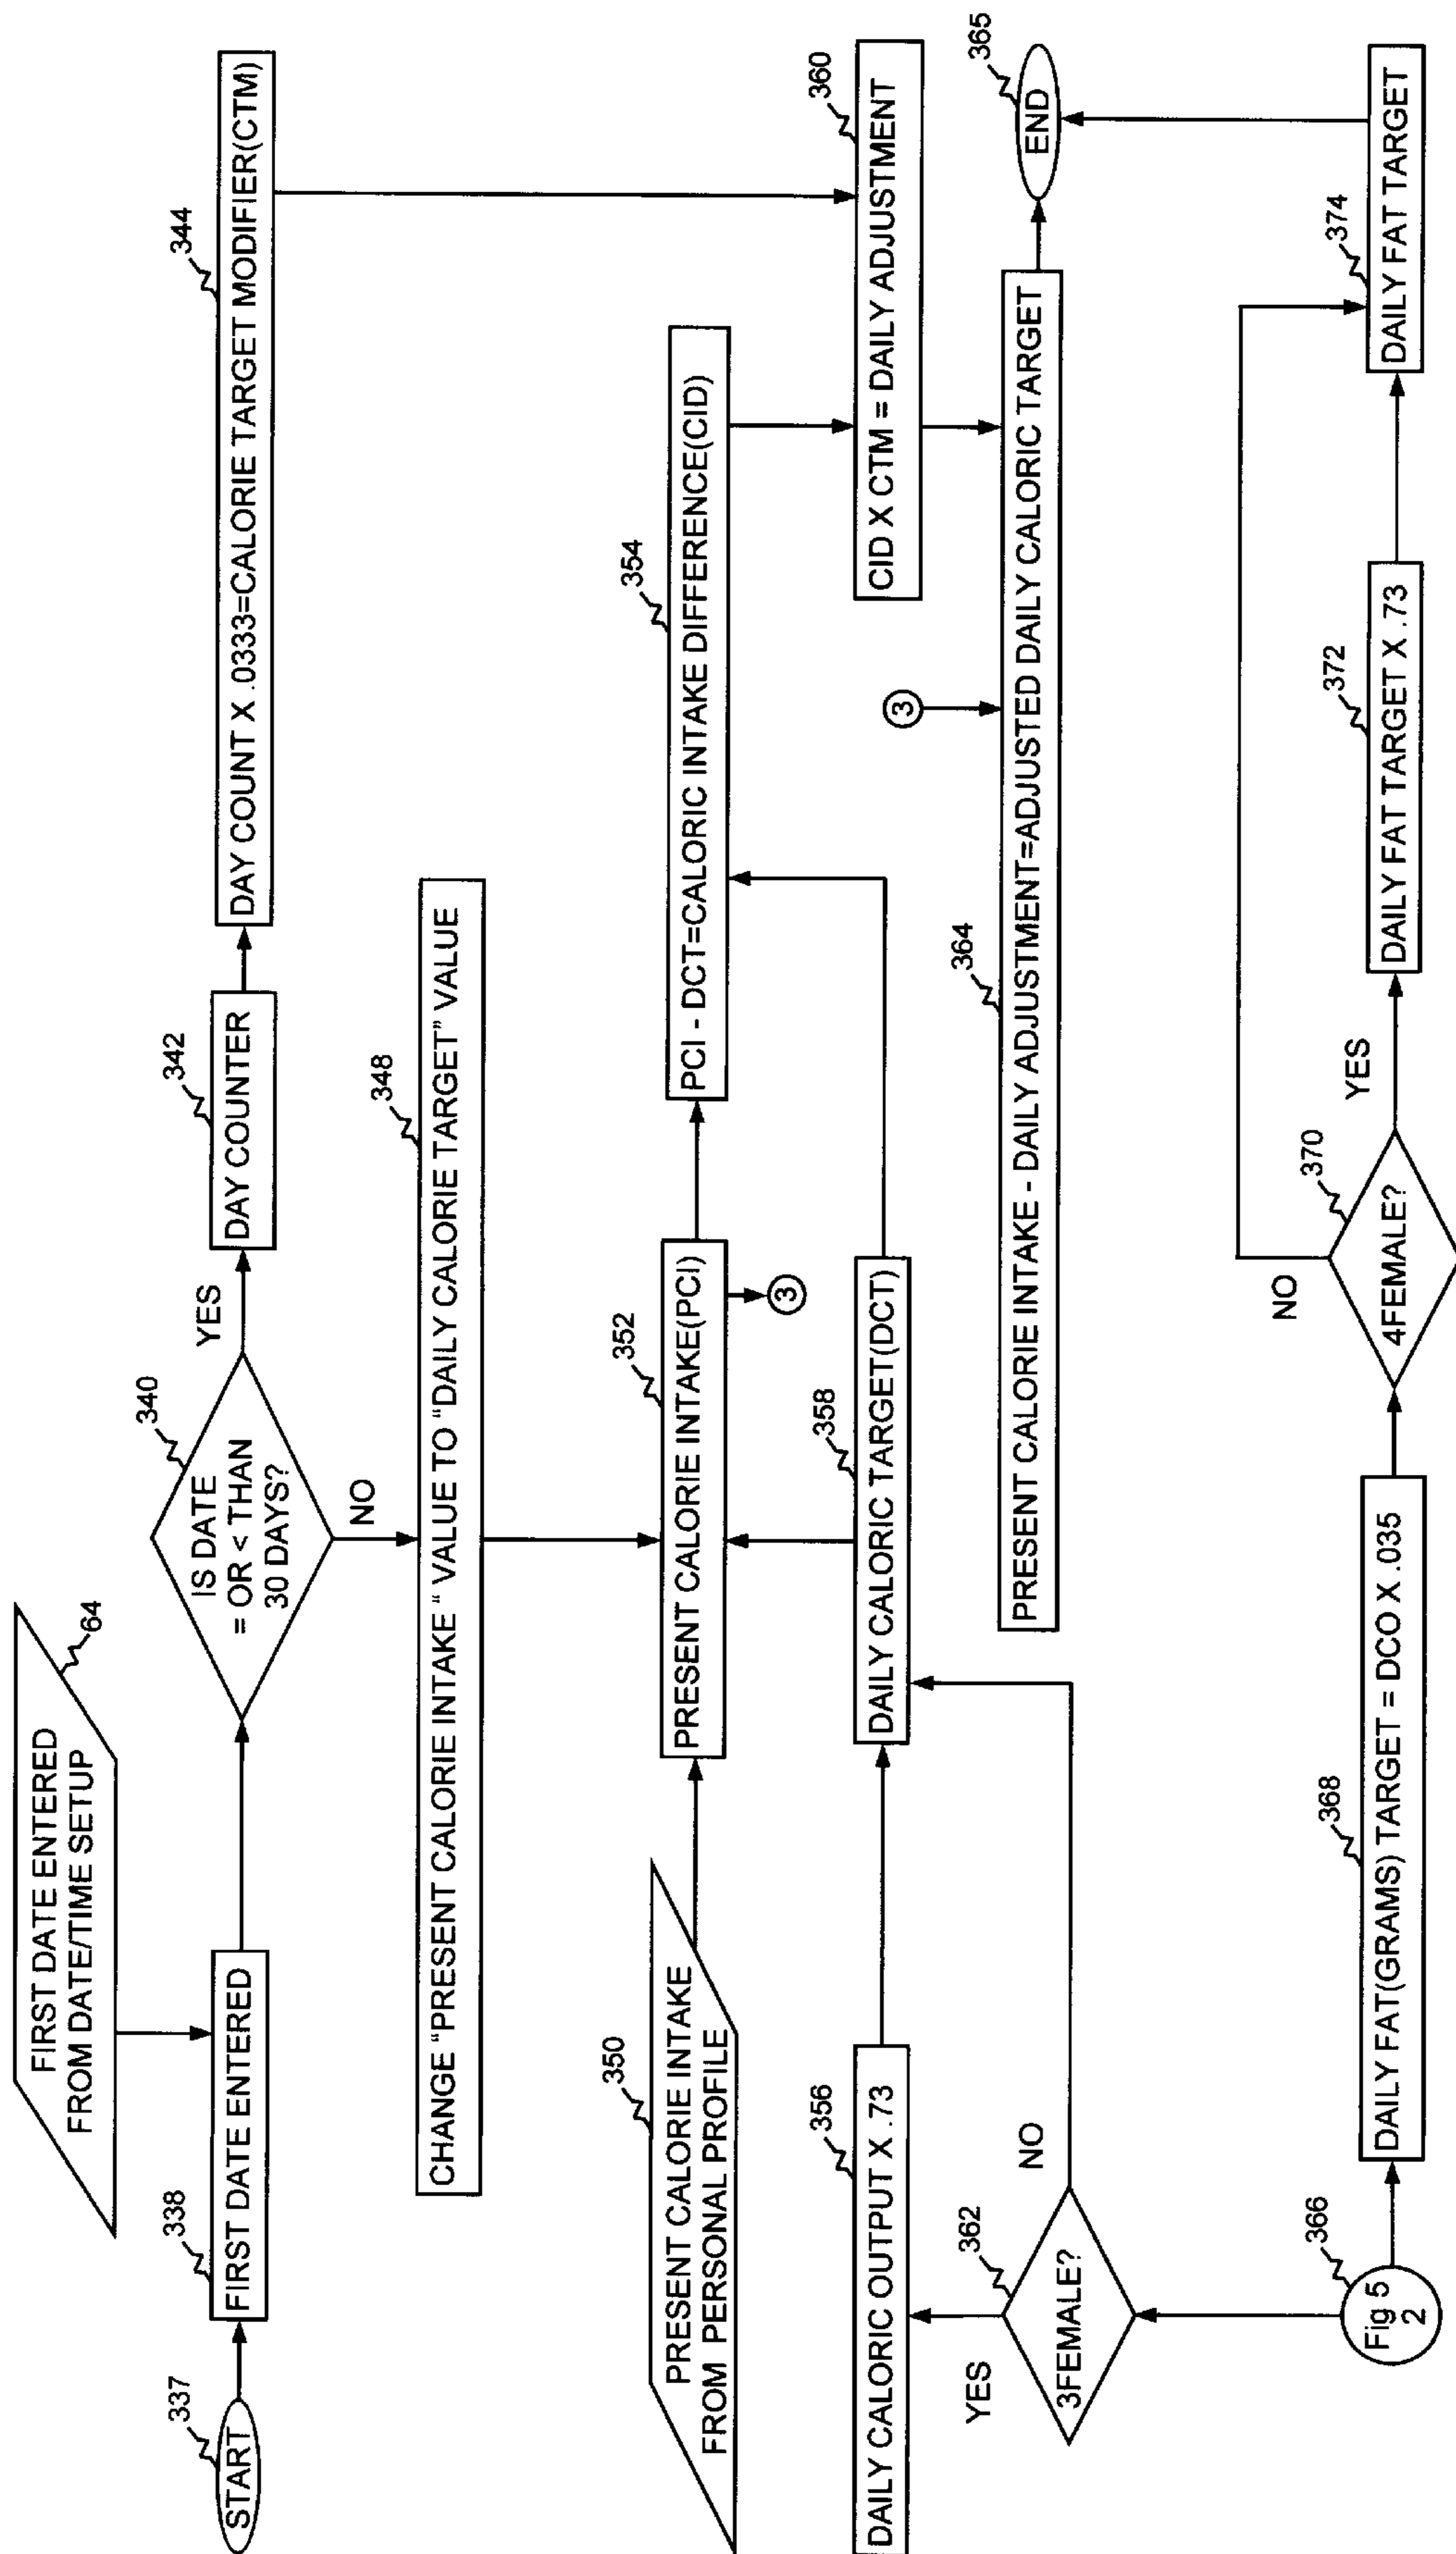 FIRST DATE ENTERED
FROM DATE/TIME SETUP
64
337
START
338
FIRST DATE ENTERED
340
IS DATE
= OR < THAN
30 DAYS?
YES
NO
342
DAY COUNTER
344
DAY COUNT X .0333=CALORIE TARGET MODIFIER(CTM)
348
CHANGE "PRESENT CALORIE INTAKE " VALUE TO "DAILY CALORIE TARGET" VALUE
350
PRESENT CALORIE INTAKE
FROM PERSONAL PROFILE
352
PRESENT CALORIE INTAKE(PCI)
3
354
PCI - DCT=CALORIC INTAKE DIFFERENCE(CID)
356
DAILY CALORIC OUTPUT X .73
358
DAILY CALORIC TARGET(DCT)
360
CID X CTM = DAILY ADJUSTMENT
3
362
3FEMALE?
YES
NO
364
PRESENT CALORIE INTAKE - DAILY ADJUSTMENT=ADJUSTED DAILY CALORIC TARGET
365
END
366
Fig 5
2
368
DAILY FAT(GRAMS) TARGET = DCO X .035
370
4FEMALE?
NO
YES
372
DAILY FAT TARGET X .73
374
DAILY FAT TARGET